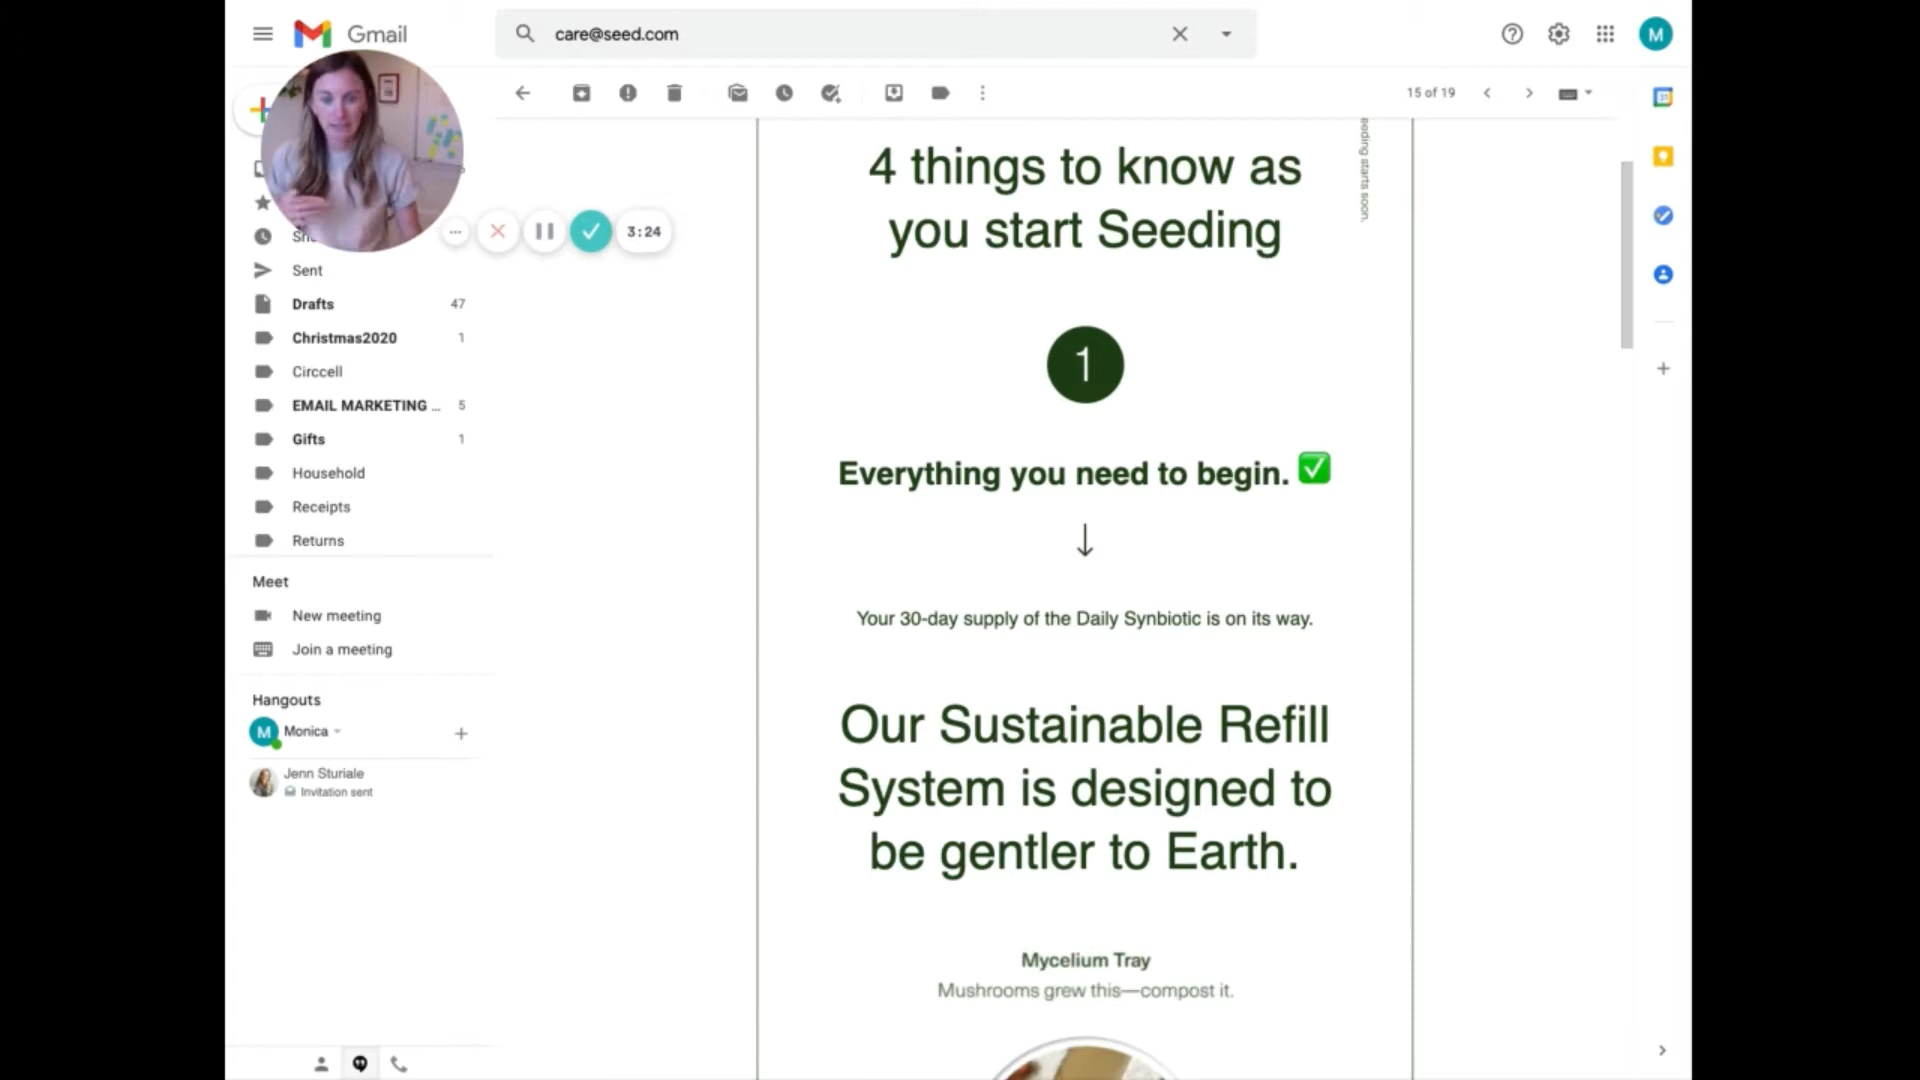 Gmail
care@seed.com
M
15 of 19
3:24
Sent
Drafts 47
Christmas2020 1
Circcell
EMAIL MARKETING ... 5
Gifts 1
Household
Receipts
Returns
Meet
New meeting
Join a meeting
Hangouts
M Monica
Jenn Sturiale
Invitation sent
31
eeding starts soon.
4 things to know as
you start Seeding
1
Everything you need to begin. ✅
↓
Your 30-day supply of the Daily Synbiotic is on its way.
Our Sustainable Refill
System is designed to
be gentler to Earth.
Mycelium Tray
Mushrooms grew this—compost it.